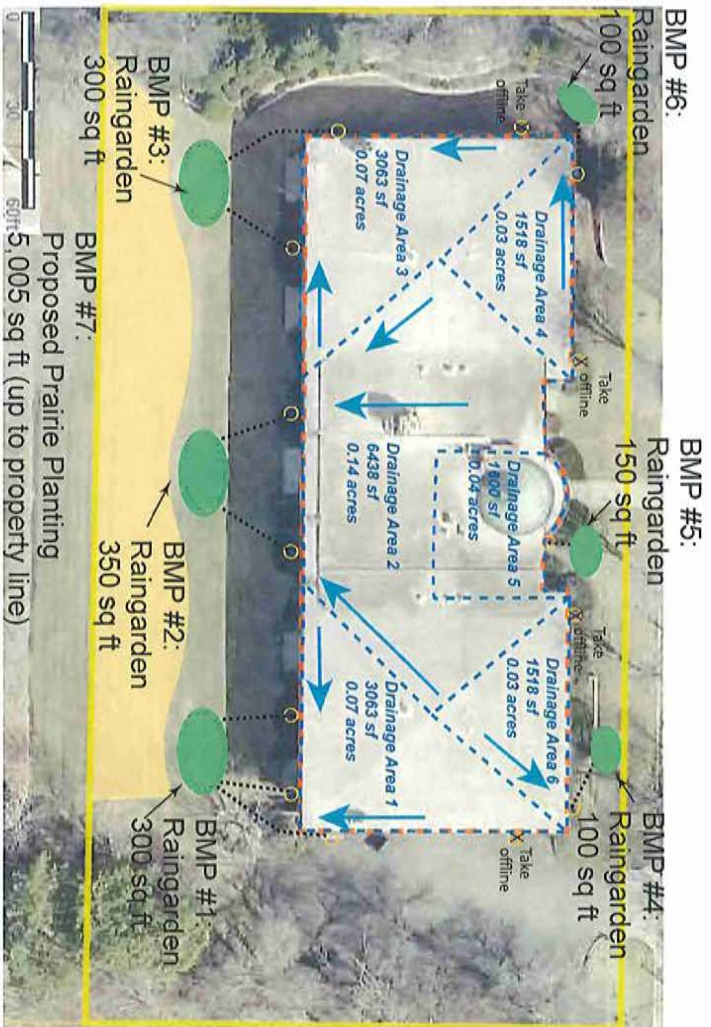 BMP #6:
Raingarden
100 sq ft
BMP #5:
Raingarden
150 sq ft
BMP #4:
Raingarden
100 sq ft
Take
offline
X
Take
offline
X
Take
offline
X
Take
offline
X
Drainage Area 4
1518 sf
0.03 acres
Drainage Area 5
1600 sf
0.04 acres
Drainage Area 6
1518 sf
0.03 acres
Drainage Area 3
3063 sf
0.07 acres
Drainage Area 2
6438 sf
0.14 acres
Drainage Area 1
3063 sf
0.07 acres
BMP #3:
Raingarden
300 sq ft
BMP #2:
Raingarden
350 sq ft
BMP #1:
Raingarden
300 sq ft
BMP #7:
Proposed Prairie Planting
5,005 sq ft (up to property line)
0 30 60ft